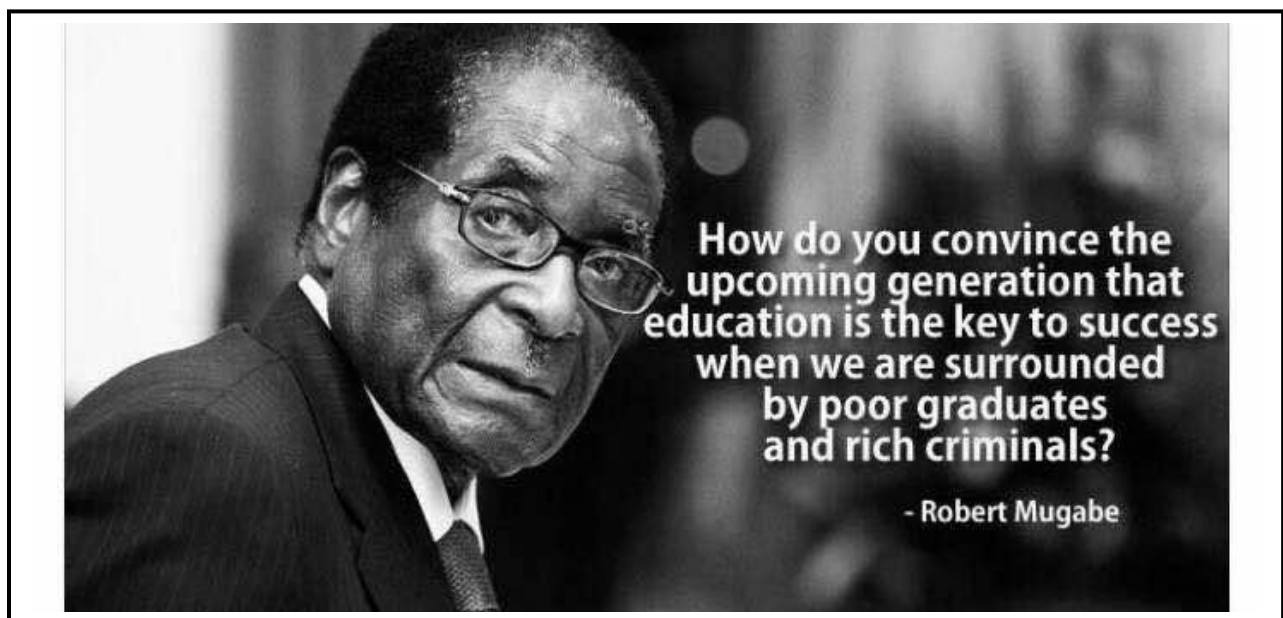 How do you convince the
upcoming generation that
education is the key to success
when we are surrounded
by poor graduates
and rich criminals?
- Robert Mugabe